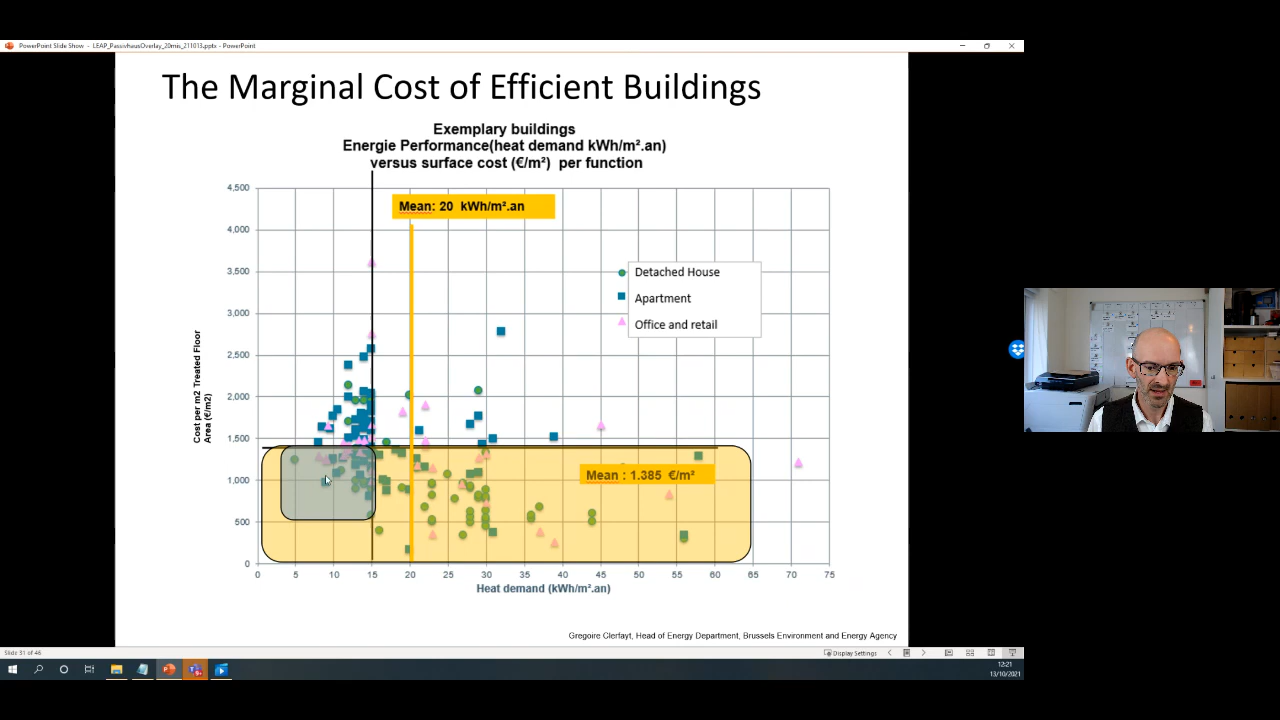 PowerPoint Slide Show - LEAP_PassivhausOverlay_20mis_211013.pptx - PowerPoint
The Marginal Cost of Efficient Buildings
Exemplary buildings
Energie Performance(heat demand kWh/m².an)
versus surface cost (€/m²) per function
Mean: 20 kWh/m².an
Detached House
Apartment
Office and retail
Mean : 1.385 €/m²
Cost per m2 Treated Floor
Area (€/m2)
4,500
4,000
3,500
3,000
2,500
2,000
1,500
1,000
500
0
0 5 10 15 20 25 30 35 40 45 50 55 60 65 70 75
Heat demand (kWh/m².an)
Gregoire Clerfayt, Head of Energy Department, Brussels Environment and Energy Agency
Slide 31 of 46
Display Settings
12:21
13/10/2021